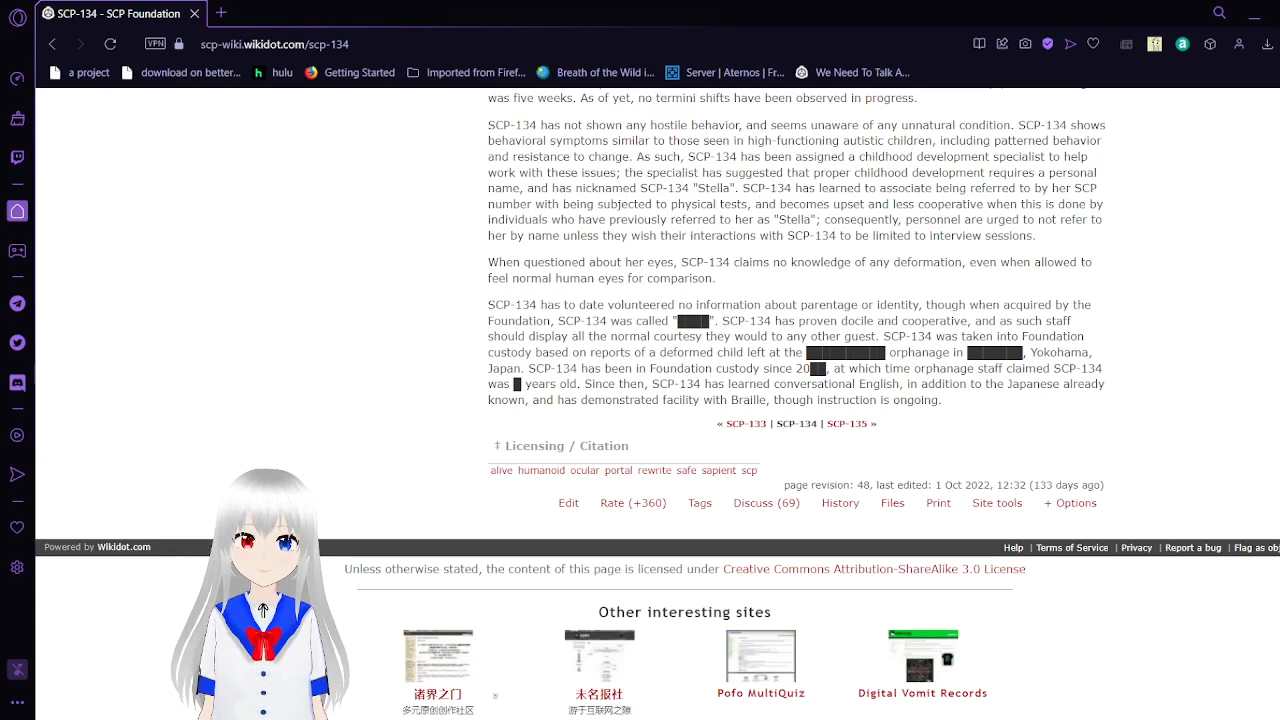 SCP-134 - SCP Foundation
VPN
scp-wiki.wikidot.com/scp-134
a project
download on better...
h hulu
Getting Started
Imported from Firef...
Breath of the Wild i...
Server | Aternos | Fr...
We Need To Talk A...
was five weeks. As of yet, no termini shifts have been observed in progress.
SCP-134 has not shown any hostile behavior, and seems unaware of any unnatural condition. SCP-134 shows
behavioral symptoms similar to those seen in high-functioning autistic children, including patterned behavior
and resistance to change. As such, SCP-134 has been assigned a childhood development specialist to help
work with these issues; the specialist has suggested that proper childhood development requires a personal
name, and has nicknamed SCP-134 "Stella". SCP-134 has learned to associate being referred to by her SCP
number with being subjected to physical tests, and becomes upset and less cooperative when this is done by
individuals who have previously referred to her as "Stella"; consequently, personnel are urged to not refer to
her by name unless they wish their interactions with SCP-134 to be limited to interview sessions.
When questioned about her eyes, SCP-134 claims no knowledge of any deformation, even when allowed to
feel normal human eyes for comparison.
SCP-134 has to date volunteered no information about parentage or identity, though when acquired by the
Foundation, SCP-134 was called "████". SCP-134 has proven docile and cooperative, and as such staff
should display all the normal courtesy they would to any other guest. SCP-134 was taken into Foundation
custody based on reports of a deformed child left at the ██████████ orphanage in ███████, Yokohama,
Japan. SCP-134 has been in Foundation custody since 20██, at which time orphanage staff claimed SCP-134
was █ years old. Since then, SCP-134 has learned conversational English, in addition to the Japanese already
known, and has demonstrated facility with Braille, though instruction is ongoing.
« SCP-133 | SCP-134 | SCP-135 »
‡ Licensing / Citation
alive humanoid ocular portal rewrite safe sapient scp
page revision: 48, last edited: 1 Oct 2022, 12:32 (133 days ago)
Edit Rate (+360) Tags Discuss (69) History Files Print Site tools + Options
Powered by Wikidot.com
Help | Terms of Service | Privacy | Report a bug | Flag as obj
Unless otherwise stated, the content of this page is licensed under Creative Commons Attribution-ShareAlike 3.0 License
Other interesting sites
诸界之门
多元原创创作社区
未名报社
游于互联网之隙
Pofo MultiQuiz
Digital Vomit Records